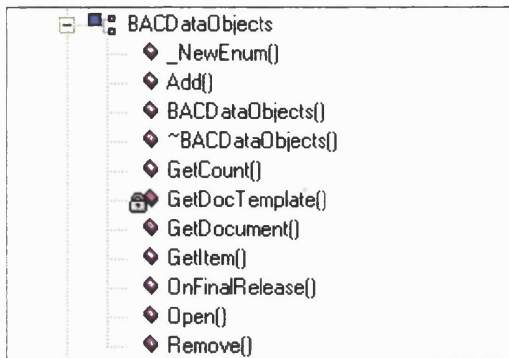 BACDataObjects
_NewEnum()
Add()
BACDataObjects()
~BACDataObjects()
GetCount()
GetDocTemplate()
GetDocument()
GetItem()
OnFinalRelease()
Open()
Remove()